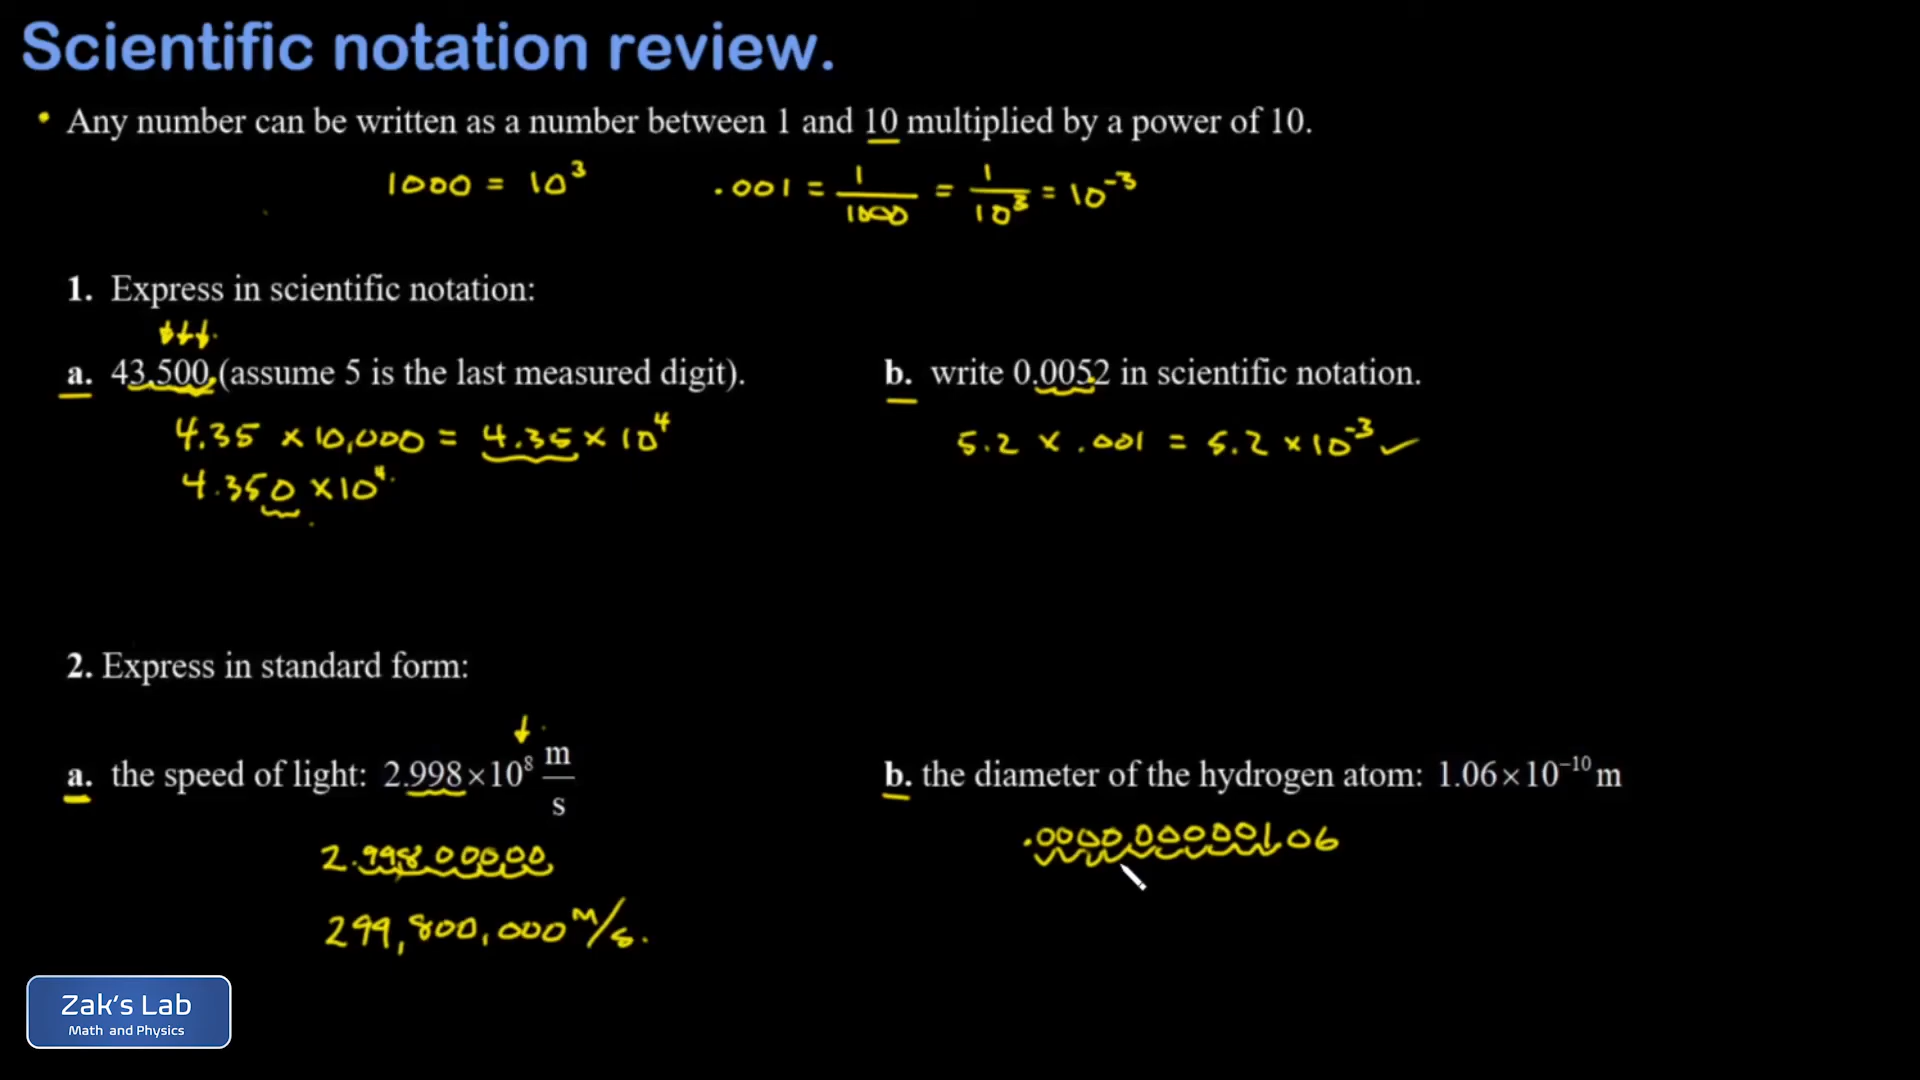 Scientific notation review.
• Any number can be written as a number between 1 and 10 multiplied by a power of 10.
1000 = 10³ .001 = 1/1000 = 1/10³ = 10⁻³
1. Express in scientific notation:
a. 43,500 (assume 5 is the last measured digit). b. write 0.0052 in scientific notation.
4.35 × 10,000 = 4.35 × 10⁴ 5.2 × .001 = 5.2 × 10⁻³ ✓
4.350 × 10⁴
2. Express in standard form:
a. the speed of light: 2.998×10⁸ m/s b. the diameter of the hydrogen atom: 1.06×10⁻¹⁰ m
2.99800000 .000000000106
299,800,000 m/s.
Zak's Lab
Math and Physics